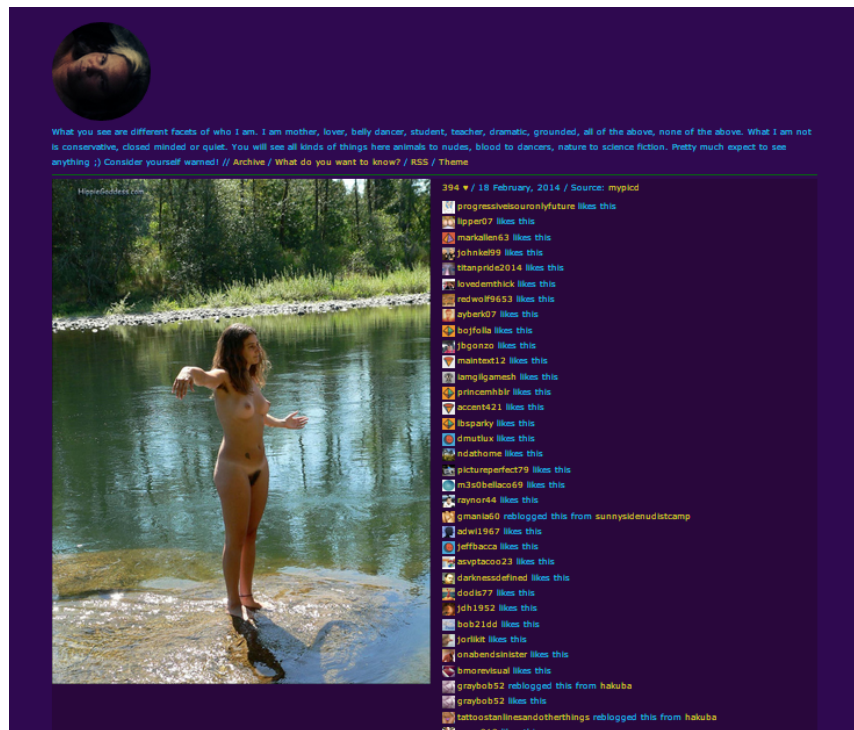 What you see are different facets of who I am. I am mother, lover, belly dancer, student, teacher, dramatic, grounded, all of the above, none of the above. What I am not
is conservative, closed minded or quiet. You will see all kinds of things here animals to nudes, blood to dancers, nature to science fiction. Pretty much expect to see
anything ;) Consider yourself warned! // Archive / What do you want to know? / RSS / Theme
HippieGoddess.com
394 ♥ / 18 February, 2014 / Source: mypicd
progressiveisouronlyfuture likes this
lipper07 likes this
markallen63 likes this
johnkel99 likes this
titanpride2014 likes this
lovedemthick likes this
redwolf9653 likes this
ayberk07 likes this
bojfolla likes this
jbgonzo likes this
maintext12 likes this
iamgilgamesh likes this
princemhblr likes this
accent421 likes this
lbsparky likes this
dmutlux likes this
ndathome likes this
pictureperfect79 likes this
m3s0bellaco69 likes this
raynor44 likes this
gmania60 reblogged this from sunnysidenudistcamp
adwi1967 likes this
jeffbacca likes this
asvptacoo23 likes this
darknessdefined likes this
dodis77 likes this
jdh1952 likes this
bob21dd likes this
jorlikit likes this
onabendsinister likes this
bmorevisual likes this
graybob52 reblogged this from hakuba
graybob52 likes this
tattoostanlinesandotherthings reblogged this from hakuba